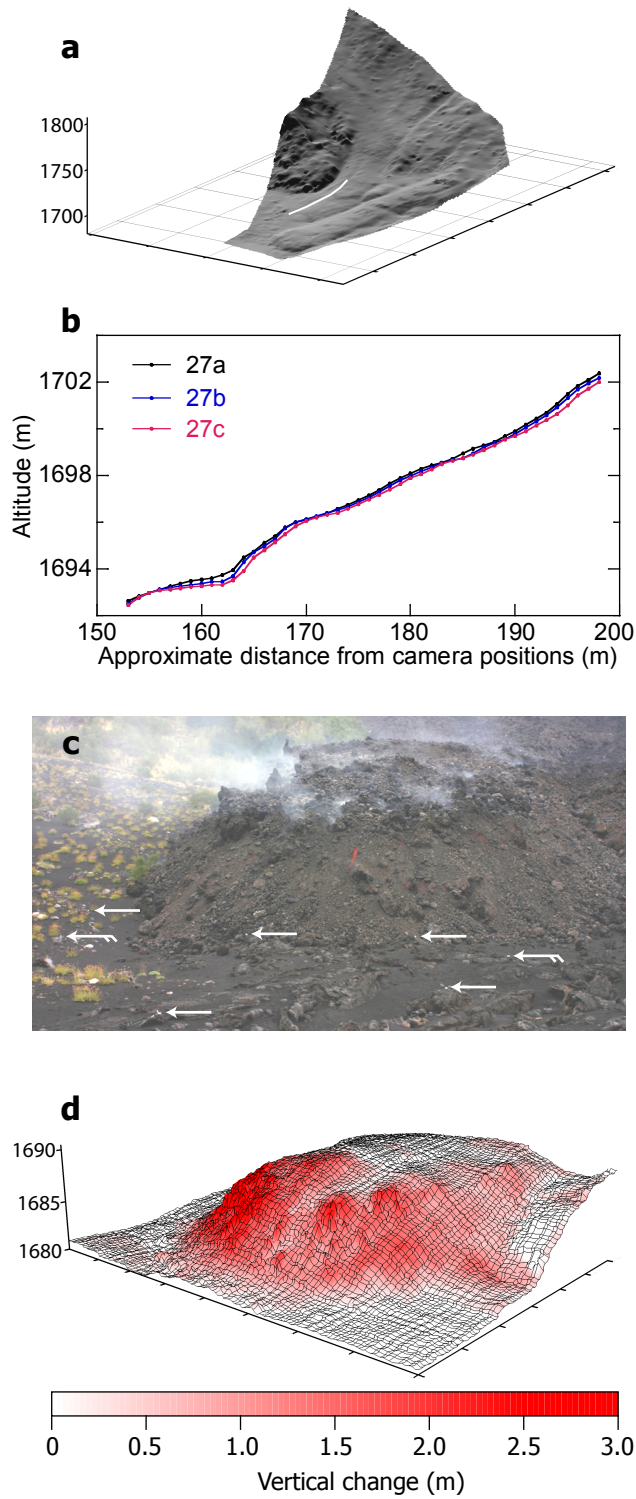 a
1800
1750
1700
b
27a
27b
27c
1702
1698
1694
Altitude (m)
150 160 170 180 190 200
Approximate distance from camera positions (m)
c
d
1690
1685
1680
0 0.5 1.0 1.5 2.0 2.5 3.0
Vertical change (m)